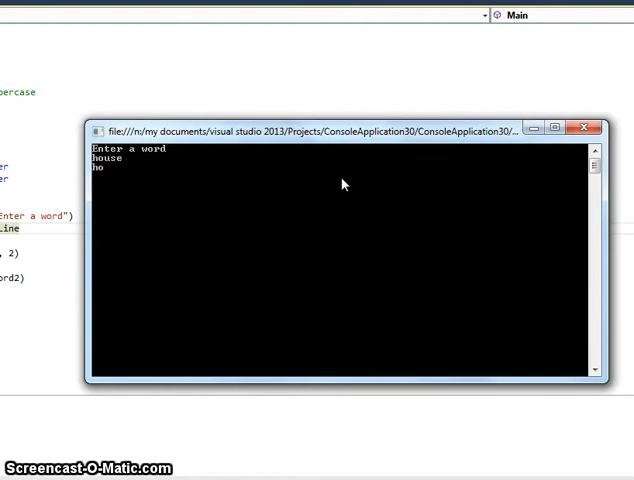 Main
percase
file:///n:/my documents/visual studio 2013/Projects/ConsoleApplication30/ConsoleApplication30/...
Enter a word
house
ho
er
er
Enter a word")
Line
, 2)
ord2)
Screencast-O-Matic.com